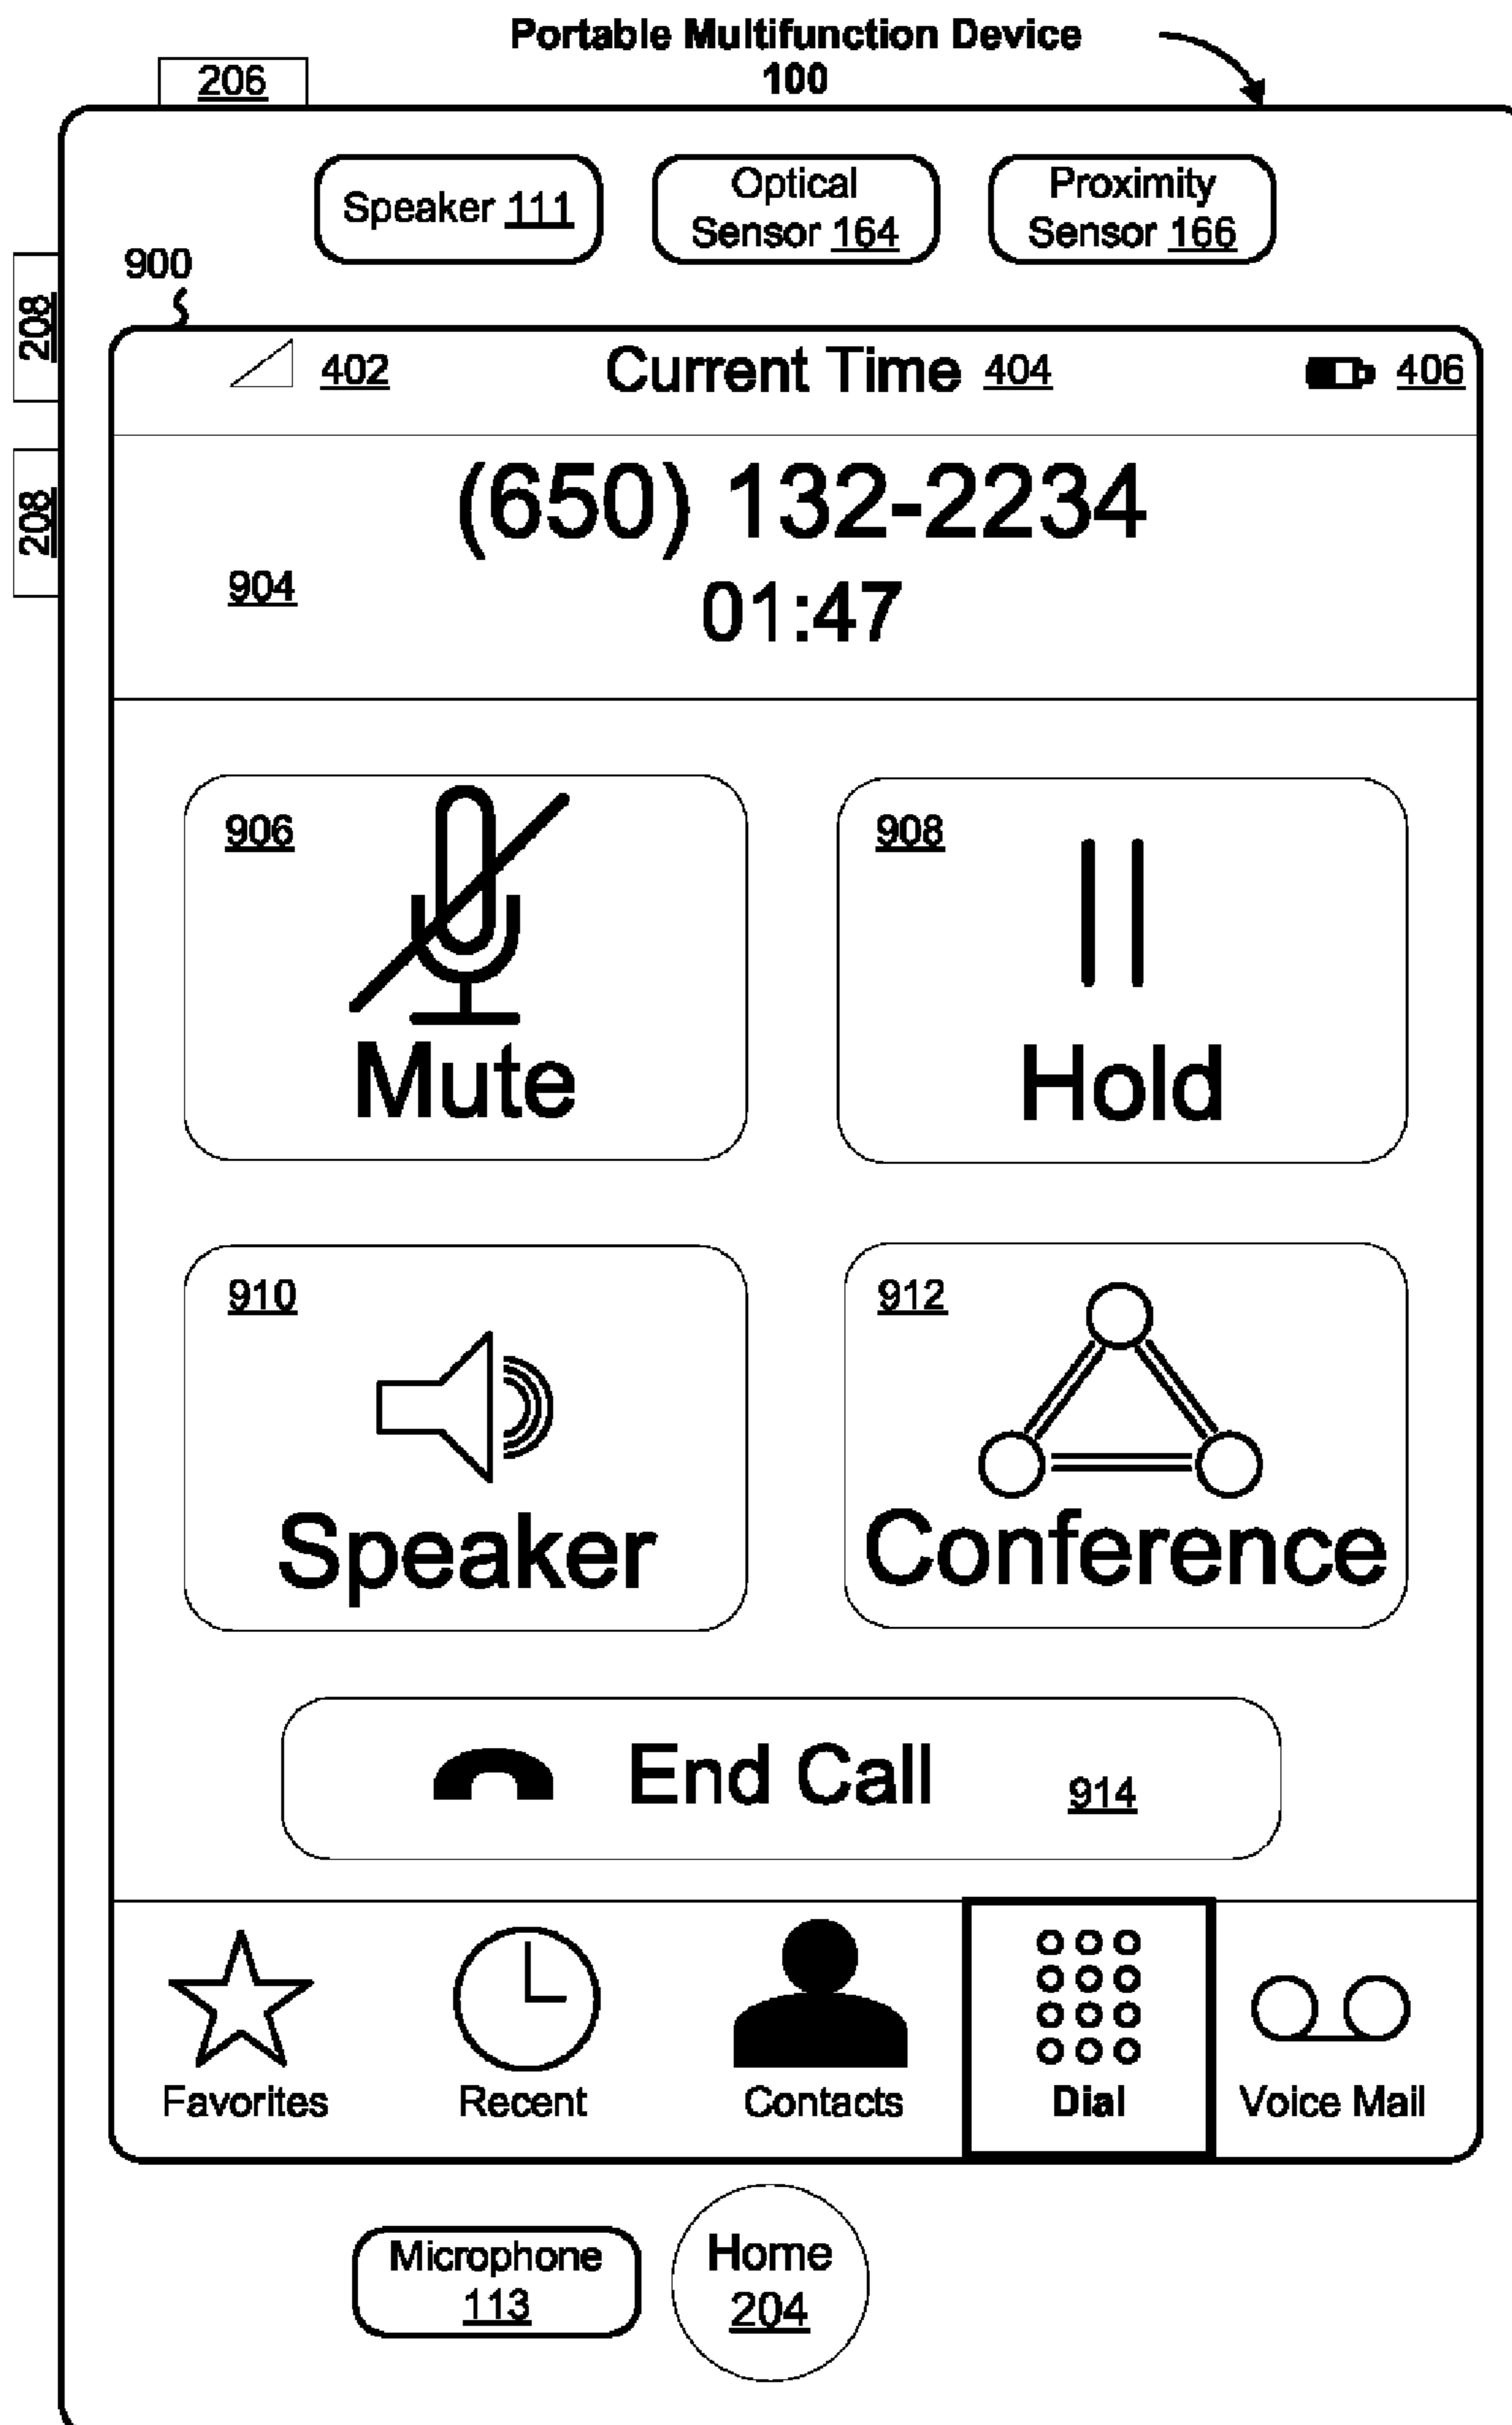 Portable Multifunction Device
100
206
Speaker 111
Optical
Sensor 164
Proximity
Sensor 166
900
208
208
402
Current Time 404
406
(650) 132-2234
904
01:47
906
Mute
908
Hold
910
Speaker
912
Conference
End Call
914
Favorites
Recent
Contacts
Dial
Voice Mail
Microphone
113
Home
204